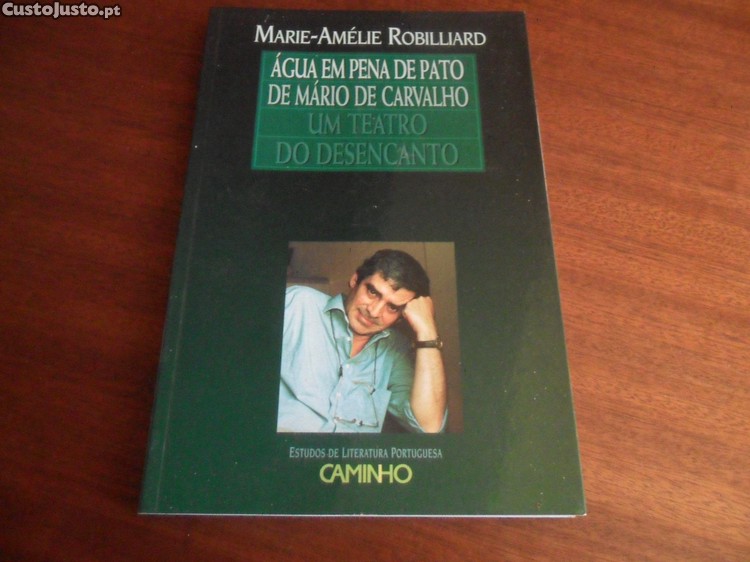 CustoJusto.pt
MARIE-AMÉLIE ROBILLIARD
ÁGUA EM PENA DE PATO
DE MÁRIO DE CARVALHO
UM TEATRO
DO DESENCANTO
ESTUDOS DE LITERATURA PORTUGUESA
CAMINHO